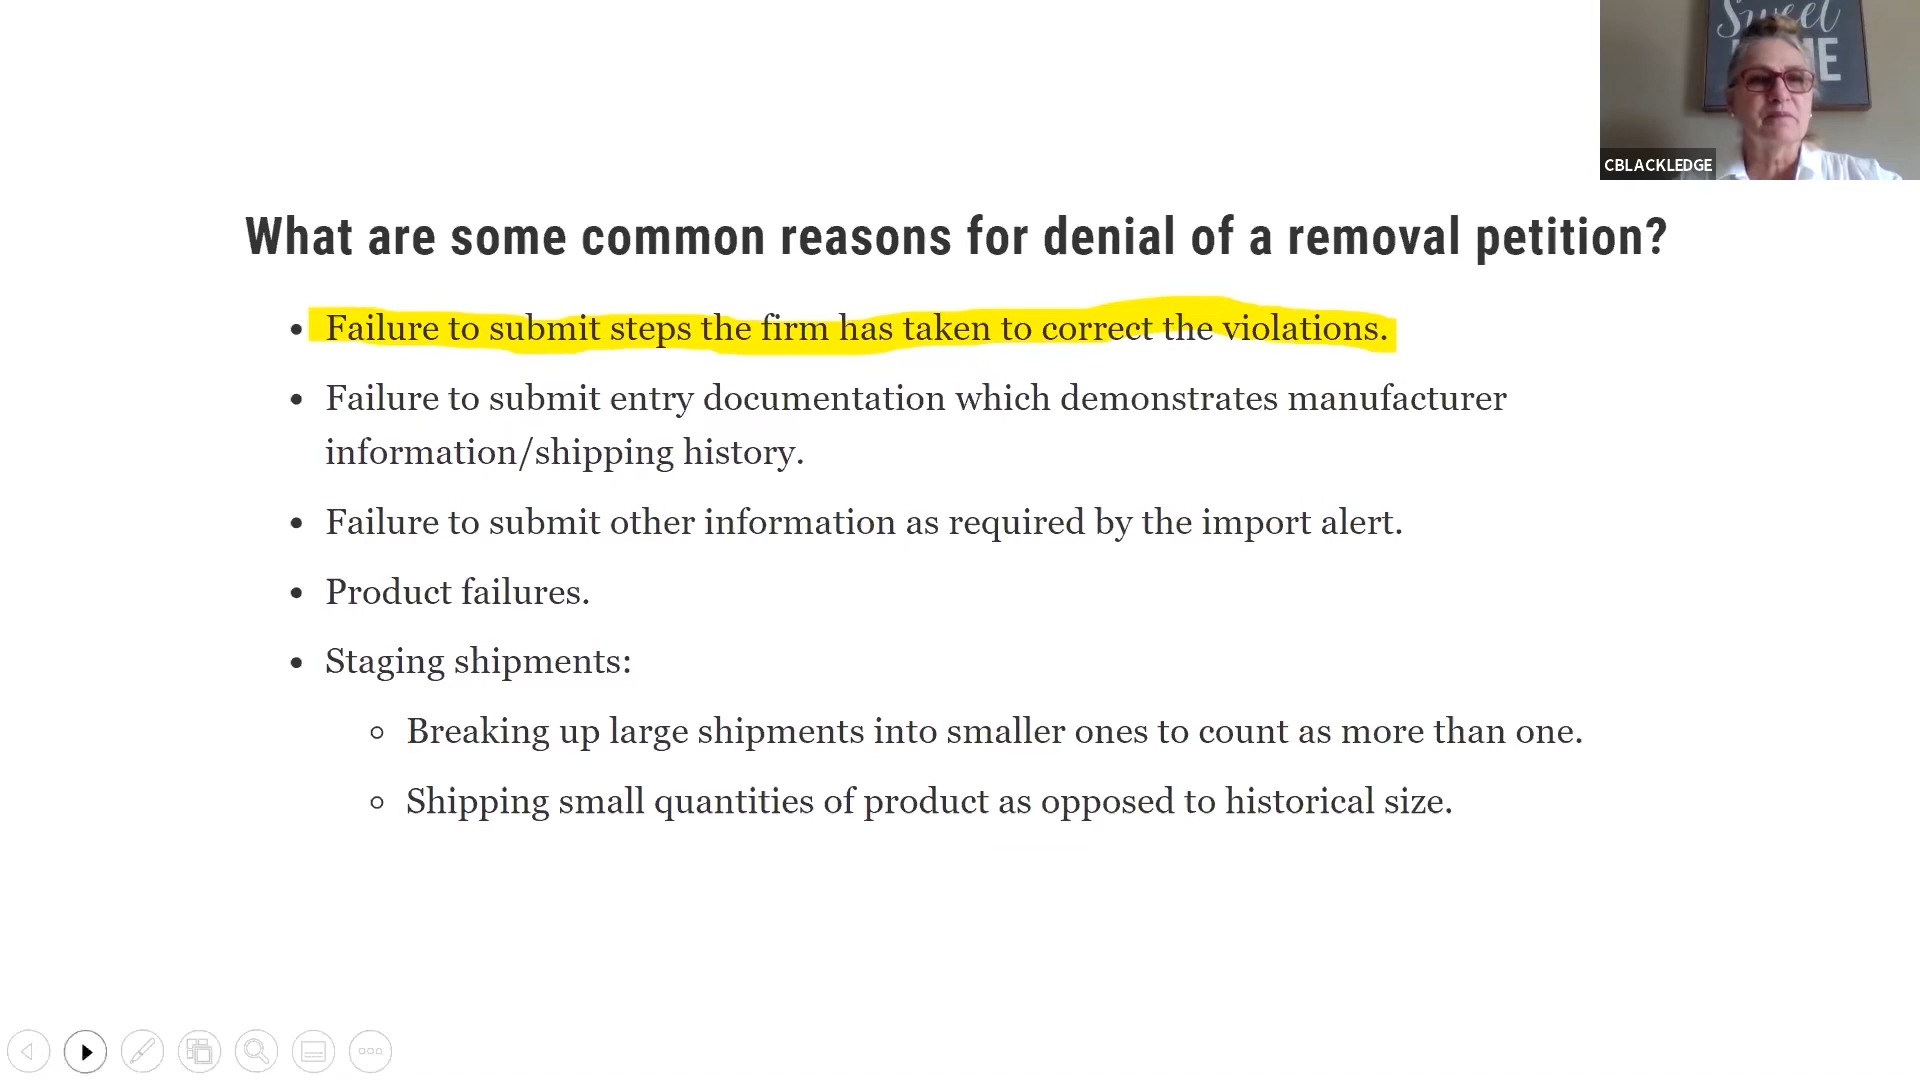 Sweet
CBLACKLEDGE
What are some common reasons for denial of a removal petition?
• Failure to submit steps the firm has taken to correct the violations.
• Failure to submit entry documentation which demonstrates manufacturer
information/shipping history.
• Failure to submit other information as required by the import alert.
• Product failures.
• Staging shipments:
○ Breaking up large shipments into smaller ones to count as more than one.
○ Shipping small quantities of product as opposed to historical size.